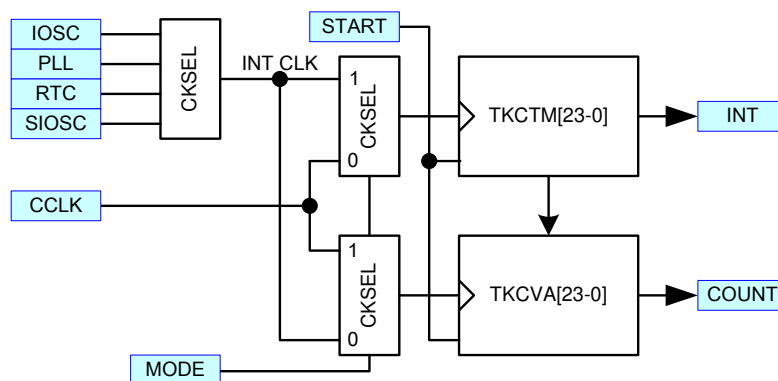 IOSC
PLL
RTC
SIOSC
CKSEL
INT CLK
START
1
0
CKSEL
TKCTM[23-0]
INT
CCLK
1
0
CKSEL
TKCVA[23-0]
COUNT
MODE